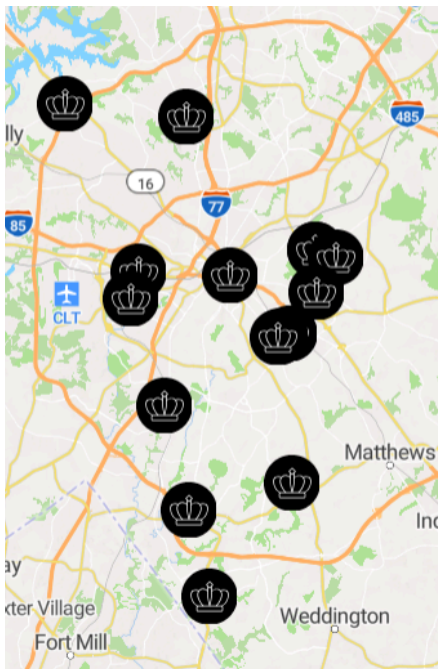 485
lly
16
77
85
CLT
Matthews
Ind
ay
xter Village
Weddington
Fort Mill